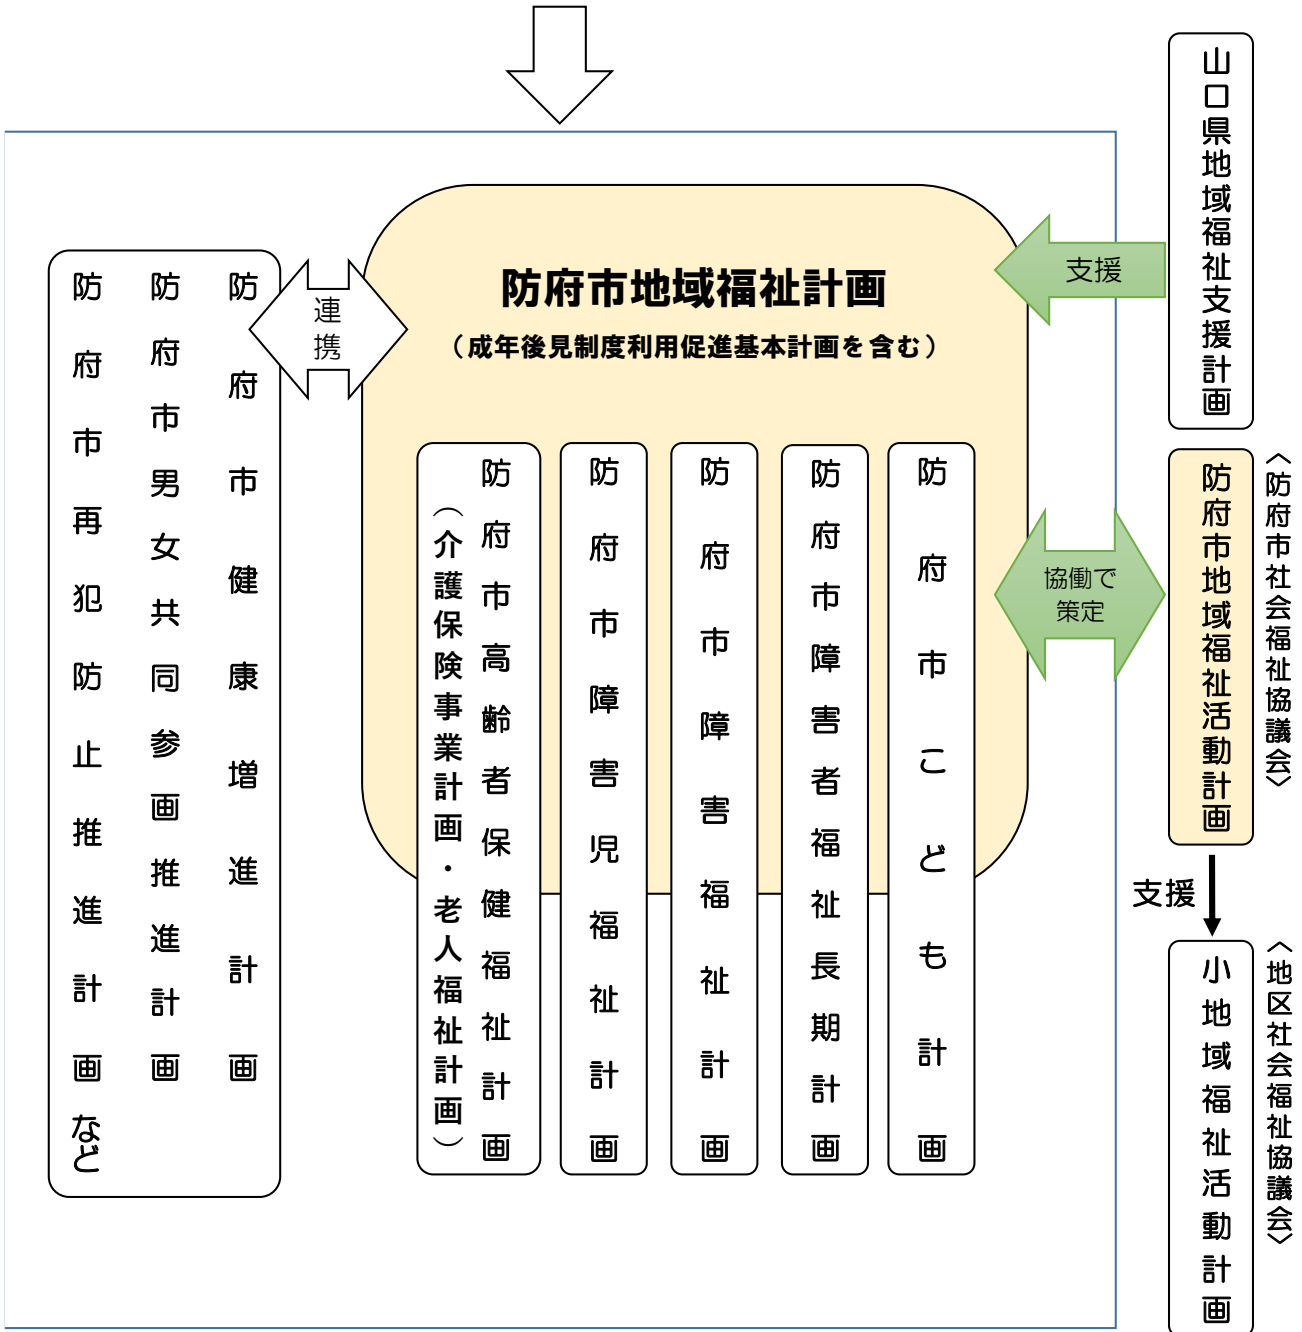 防府市地域福祉計画
（成年後見制度利用促進基本計画を含む）
連
携
支援
協働で
策定
防府市こども計画
防府市障害者福祉長期計画
防府市障害福祉計画
防府市障害児福祉計画
防府市高齢者保健福祉計画
（介護保険事業計画・老人福祉計画）
防府市健康増進計画
防府市男女共同参画推進計画
防府市再犯防止推進計画など
山口県地域福祉支援計画
〈防府市社会福祉協議会〉
防府市地域福祉活動計画
支援
〈地区社会福祉協議会〉
小地域福祉活動計画